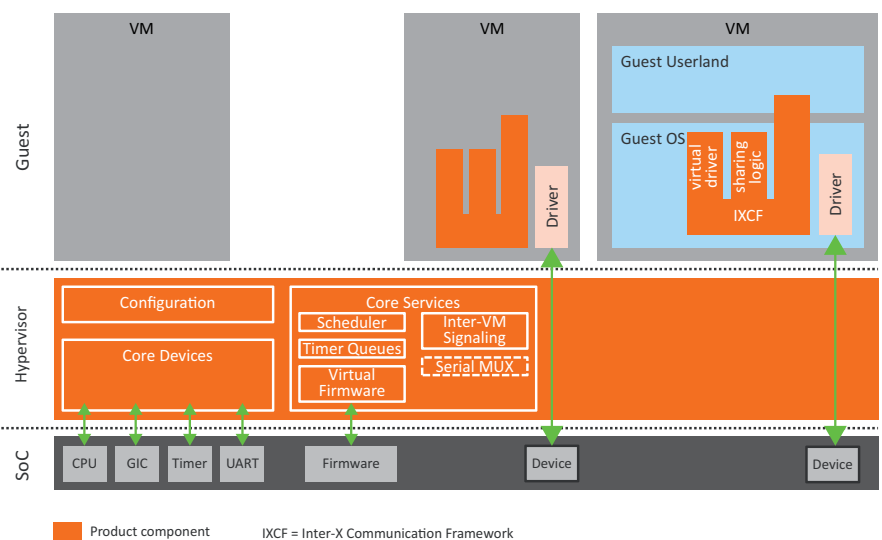 VM
VM
VM
Guest
Guest Userland
Guest OS
virtual
driver
sharing
logic
IXCF
Driver
Driver
Hypervisor
Configuration
Core Devices
Core Services
Scheduler
Timer Queues
Virtual
Firmware
Inter-VM
Signaling
Serial MUX
SoC
CPU
GIC
Timer
UART
Firmware
Device
Device
Product component
IXCF = Inter-X Communication Framework